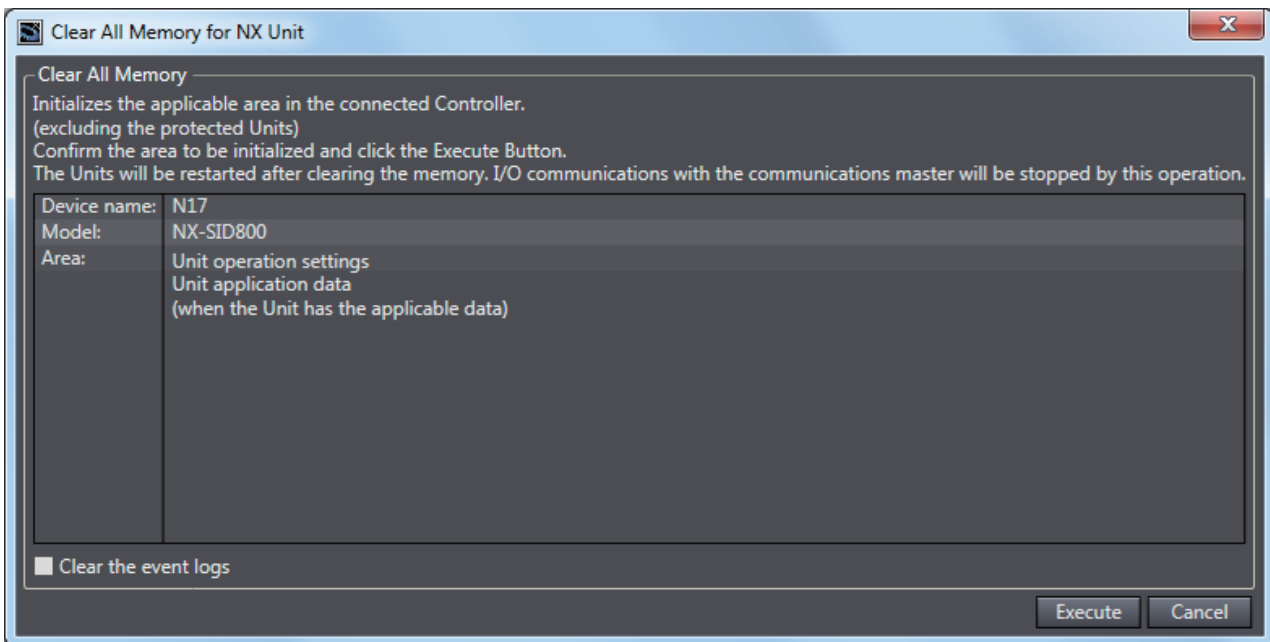 Clear All Memory for NX Unit
Clear All Memory
Initializes the applicable area in the connected Controller.
(excluding the protected Units)
Confirm the area to be initialized and click the Execute Button.
The Units will be restarted after clearing the memory. I/O communications with the communications master will be stopped by this operation.
Device name: N17
Model: NX-SID800
Area: Unit operation settings
Unit application data
(when the Unit has the applicable data)
Clear the event logs
Execute Cancel